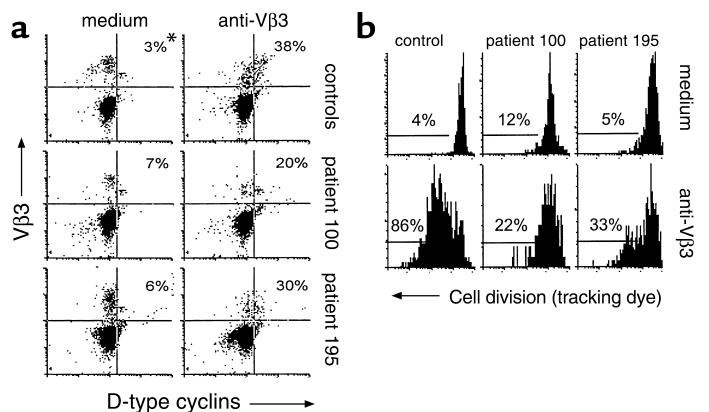 a
medium anti-Vβ3
3%* 38%
controls
7% 20%
patient 100
6% 30%
patient 195
Vβ3
D-type cyclins
b
control patient 100 patient 195
4% 12% 5%
medium
86% 22% 33%
anti-Vβ3
Cell division (tracking dye)